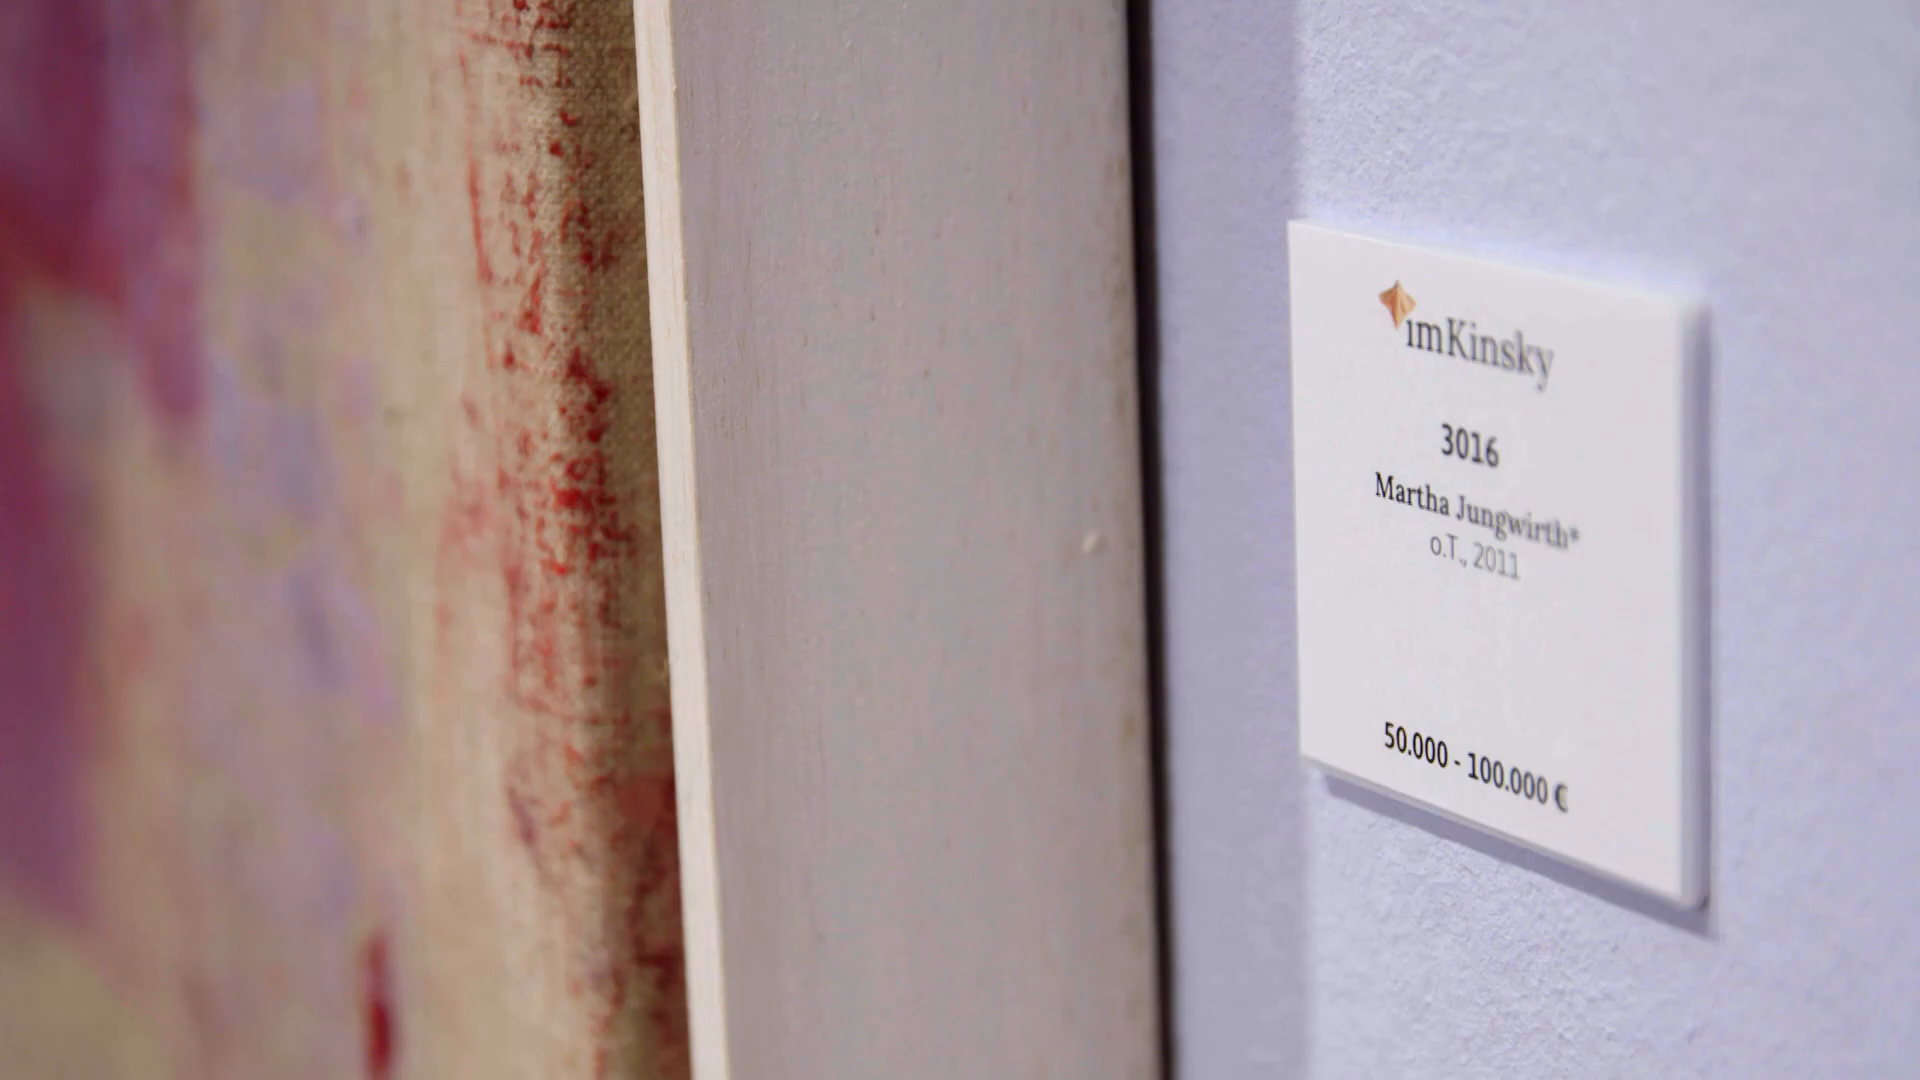 imKinsky
3016
Martha Jungwirth*
o.T., 2011
50.000 - 100.000 €